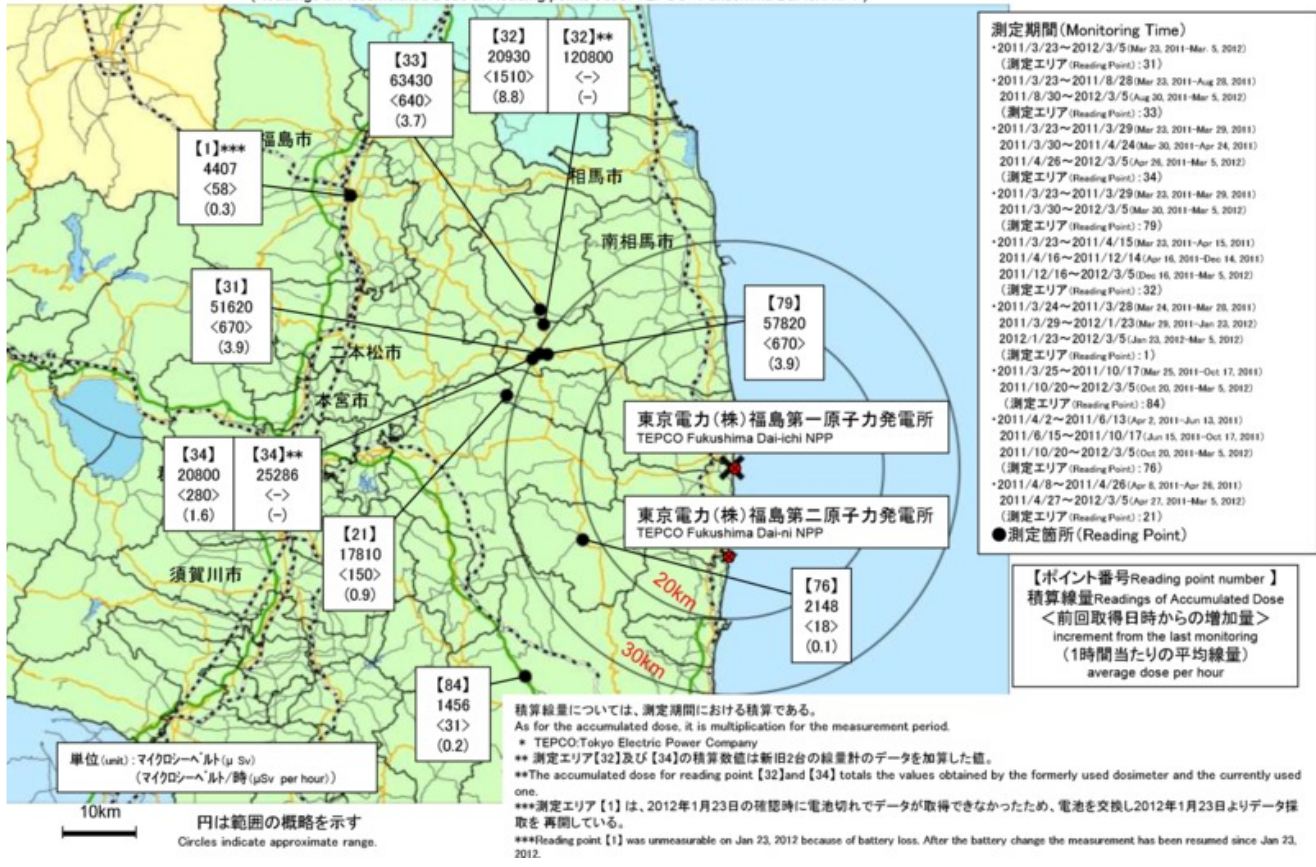 【33】
63430
<640>
(3.7)
【32】
20930
<1510>
(8.8)
【32】**
120800
<->
(-)
【1】***
4407
<58>
(0.3)
福島市
相馬市
南相馬市
【31】
51620
<670>
(3.9)
【79】
57820
<670>
(3.9)
二本松市
本宮市
東京電力(株)福島第一原子力発電所
TEPCO Fukushima Dai-ichi NPP
【34】
20800
<280>
(1.6)
【34】**
25286
<->
(-)
東京電力(株)福島第二原子力発電所
TEPCO Fukushima Dai-ni NPP
【21】
17810
<150>
(0.9)
須賀川市
20km
30km
【76】
2148
<18>
(0.1)
【84】
1456
<31>
(0.2)
単位(unit):マイクロシーベルト(μ Sv)
(マイクロシーベルト/時(μSv per hour))
10km
円は範囲の概略を示す
Circles indicate approximate range.
測定期間(Monitoring Time)
・2011/3/23～2012/3/5(Mar 23, 2011-Mar. 5, 2012)
(測定エリア(Reading Point):31)
・2011/3/23～2011/8/28(Mar 23, 2011-Aug 28, 2011)
2011/8/30～2012/3/5(Aug 30, 2011-Mar 5, 2012)
(測定エリア(Reading Point):33)
・2011/3/23～2011/3/29(Mar 23, 2011-Mar 29, 2011)
2011/3/30～2011/4/24(Mar 30, 2011-Apr 24, 2011)
2011/4/26～2012/3/5(Apr 26, 2011-Mar 5, 2012)
(測定エリア(Reading Point):34)
・2011/3/23～2011/3/29(Mar 23, 2011-Mar 29, 2011)
2011/3/30～2012/3/5(Mar 30, 2011-Mar 5, 2012)
(測定エリア(Reading Point):79)
・2011/3/23～2011/4/15(Mar 23, 2011-Apr 15, 2011)
2011/4/16～2011/12/14(Apr 16, 2011-Dec 14, 2011)
2011/12/16～2012/3/5(Dec 16, 2011-Mar 5, 2012)
(測定エリア(Reading Point):32)
・2011/3/24～2011/3/28(Mar 24, 2011-Mar 28, 2011)
2011/3/29～2012/1/23(Mar 29, 2011-Jan 23, 2012)
2012/1/23～2012/3/5(Jan 23, 2012-Mar 5, 2012)
(測定エリア(Reading Point):1)
・2011/3/25～2011/10/17(Mar 25, 2011-Oct 17, 2011)
2011/10/20～2012/3/5(Oct 20, 2011-Mar 5, 2012)
(測定エリア(Reading Point):84)
・2011/4/2～2011/6/13(Apr 2, 2011-Jun 13, 2011)
2011/6/15～2011/10/17(Jun 15, 2011-Oct 17, 2011)
2011/10/20～2012/3/5(Oct 20, 2011-Mar 5, 2012)
(測定エリア(Reading Point):76)
・2011/4/8～2011/4/26(Apr 8, 2011-Apr 26, 2011)
2011/4/27～2012/3/5(Apr 27, 2011-Mar 5, 2012)
(測定エリア(Reading Point):21)
●測定箇所(Reading Point)
【ポイント番号Reading point number】
積算線量Readings of Accumulated Dose
＜前回取得日時からの増加量＞
increment from the last monitoring
(1時間当たりの平均線量)
average dose per hour
積算線量については、測定期間における積算である。
As for the accumulated dose, it is multiplication for the measurement period.
* TEPCO:Tokyo Electric Power Company
** 測定エリア【32】及び【34】の積算数値は新旧2台の線量計のデータを加算した値。
**The accumulated dose for reading point 【32】and 【34】 totals the values obtained by the formerly used dosimeter and the currently used
one.
***測定エリア【1】は、2012年1月23日の確認時に電池切れでデータが取得できなかったため、電池を交換し2012年1月23日よりデータ採
取を再開している。
***Reading point 【1】 was unmeasurable on Jan 23, 2012 because of battery loss. After the battery change the measurement has been resumed since Jan 23,
2012.